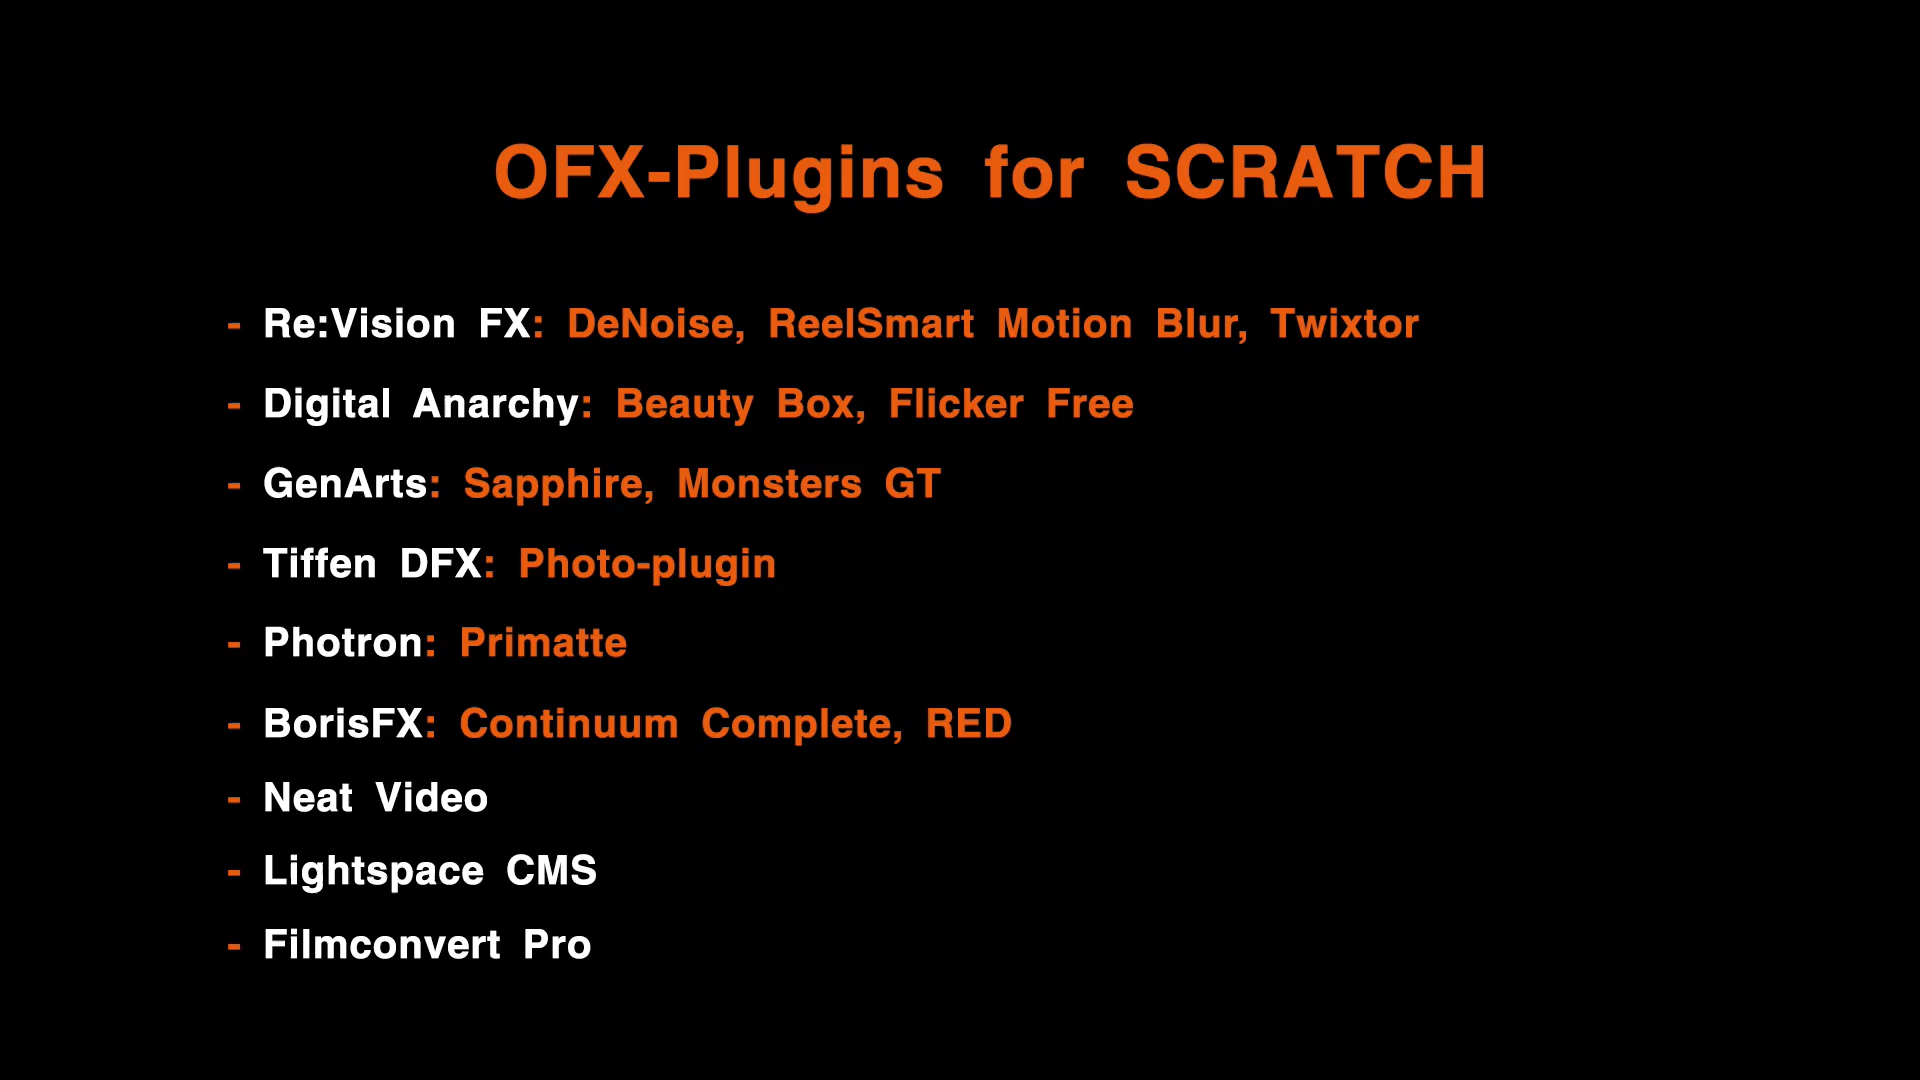 OFX-Plugins for SCRATCH
- Re:Vision FX: DeNoise, ReelSmart Motion Blur, Twixtor
- Digital Anarchy: Beauty Box, Flicker Free
- GenArts: Sapphire, Monsters GT
- Tiffen DFX: Photo-plugin
- Photron: Primatte
- BorisFX: Continuum Complete, RED
- Neat Video
- Lightspace CMS
- Filmconvert Pro